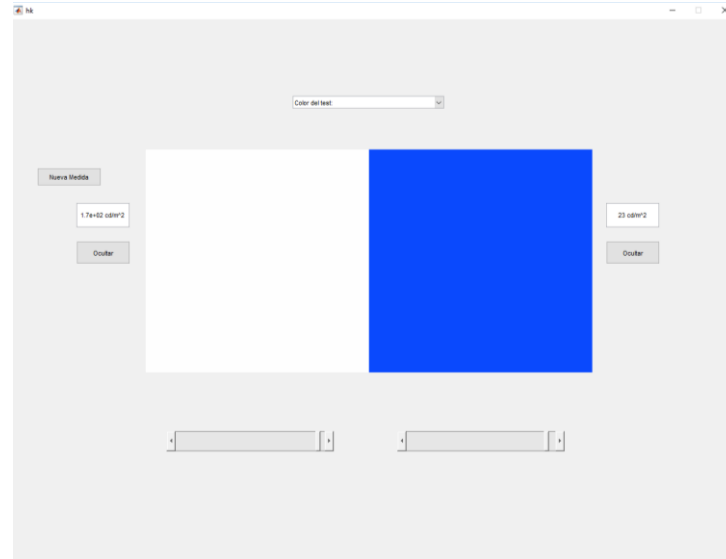 hk
Color del test:
Nueva Medida
1.7e+02 cd/m^2
23 cd/m^2
Ocultar
Ocultar